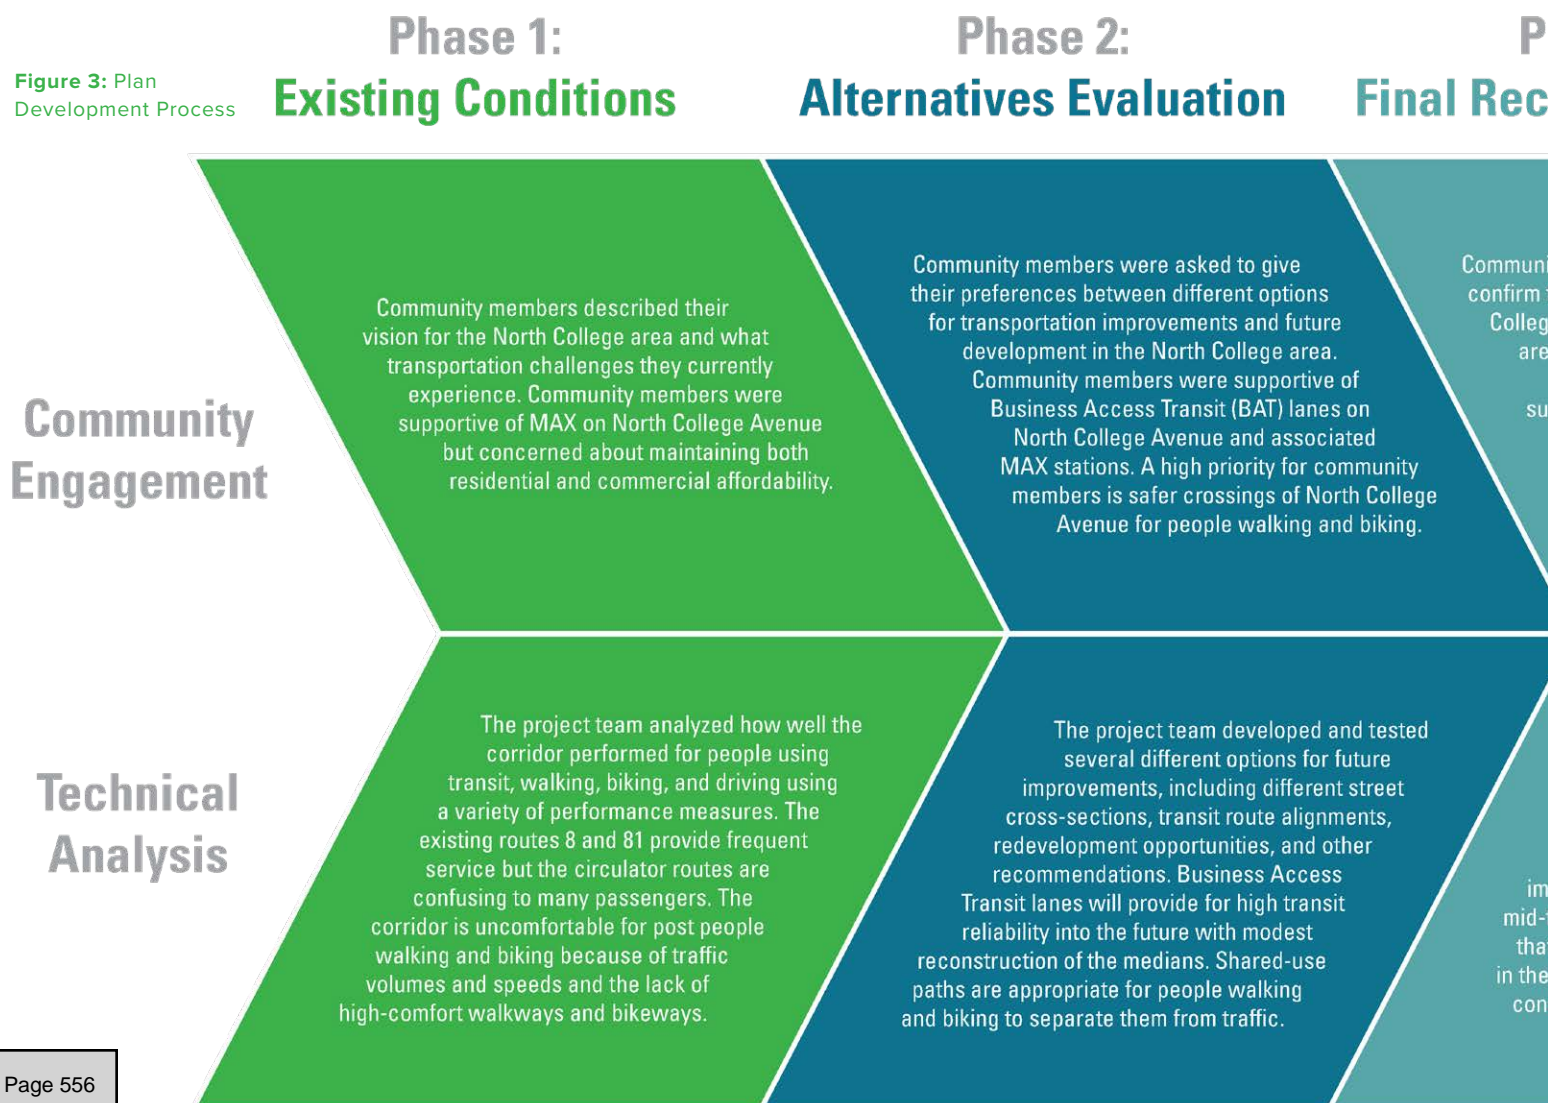 Phase 1:
Phase 2:
P
Figure 3: Plan
Development Process
Existing Conditions
Alternatives Evaluation
Final Rec
Community
Engagement
Community members described their
vision for the North College area and what
transportation challenges they currently
experience. Community members were
supportive of MAX on North College Avenue
but concerned about maintaining both
residential and commercial affordability.
Community members were asked to give
their preferences between different options
for transportation improvements and future
development in the North College area.
Community members were supportive of
Business Access Transit (BAT) lanes on
North College Avenue and associated
MAX stations. A high priority for community
members is safer crossings of North College
Avenue for people walking and biking.
Communi
confirm
Colleg
are
su
Technical
Analysis
The project team analyzed how well the
corridor performed for people using
transit, walking, biking, and driving using
a variety of performance measures. The
existing routes 8 and 81 provide frequent
service but the circulator routes are
confusing to many passengers. The
corridor is uncomfortable for post people
walking and biking because of traffic
volumes and speeds and the lack of
high-comfort walkways and bikeways.
The project team developed and tested
several different options for future
improvements, including different street
cross-sections, transit route alignments,
redevelopment opportunities, and other
recommendations. Business Access
Transit lanes will provide for high transit
reliability into the future with modest
reconstruction of the medians. Shared-use
paths are appropriate for people walking
and biking to separate them from traffic.
im
mid-
tha
in the
con
Page 556